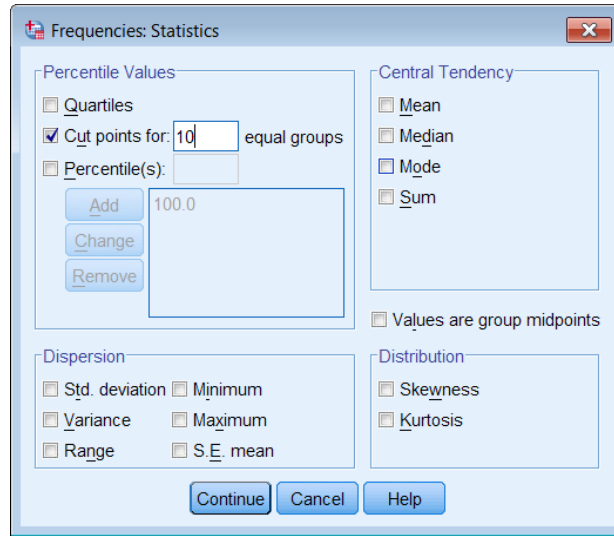 Frequencies: Statistics
Percentile Values
Quartiles
Cut points for: 10 equal groups
Percentile(s):
Add
100.0
Change
Remove
Central Tendency
Mean
Median
Mode
Sum
Values are group midpoints
Dispersion
Std. deviation Minimum
Variance Maximum
Range S.E. mean
Distribution
Skewness
Kurtosis
Continue Cancel Help